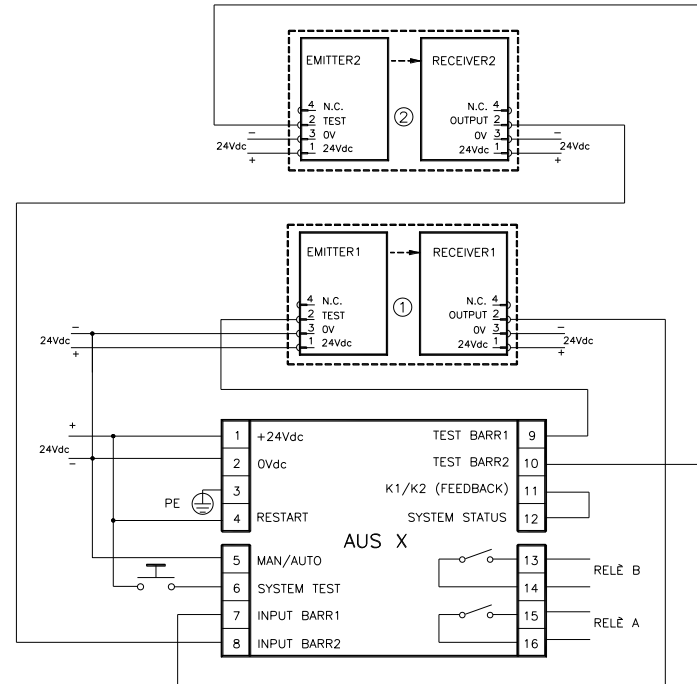 EMITTER2 RECEIVER2
4 N.C. N.C. 4
2 TEST OUTPUT 2
3 0V 0V 3
1 24Vdc 24Vdc 1
2
− 24Vdc +
− 24Vdc +
EMITTER1 RECEIVER1
4 N.C. N.C. 4
2 TEST OUTPUT 2
3 0V 0V 3
1 24Vdc 24Vdc 1
1
− 24Vdc +
− 24Vdc +
+ 24Vdc −
1 +24Vdc TEST BARR1 9
2 0Vdc TEST BARR2 10
PE 3 K1/K2 (FEEDBACK) 11
4 RESTART SYSTEM STATUS 12
AUS X
5 MAN/AUTO 13
6 SYSTEM TEST 14
RELÈ B
7 INPUT BARR1 15
8 INPUT BARR2 16
RELÈ A